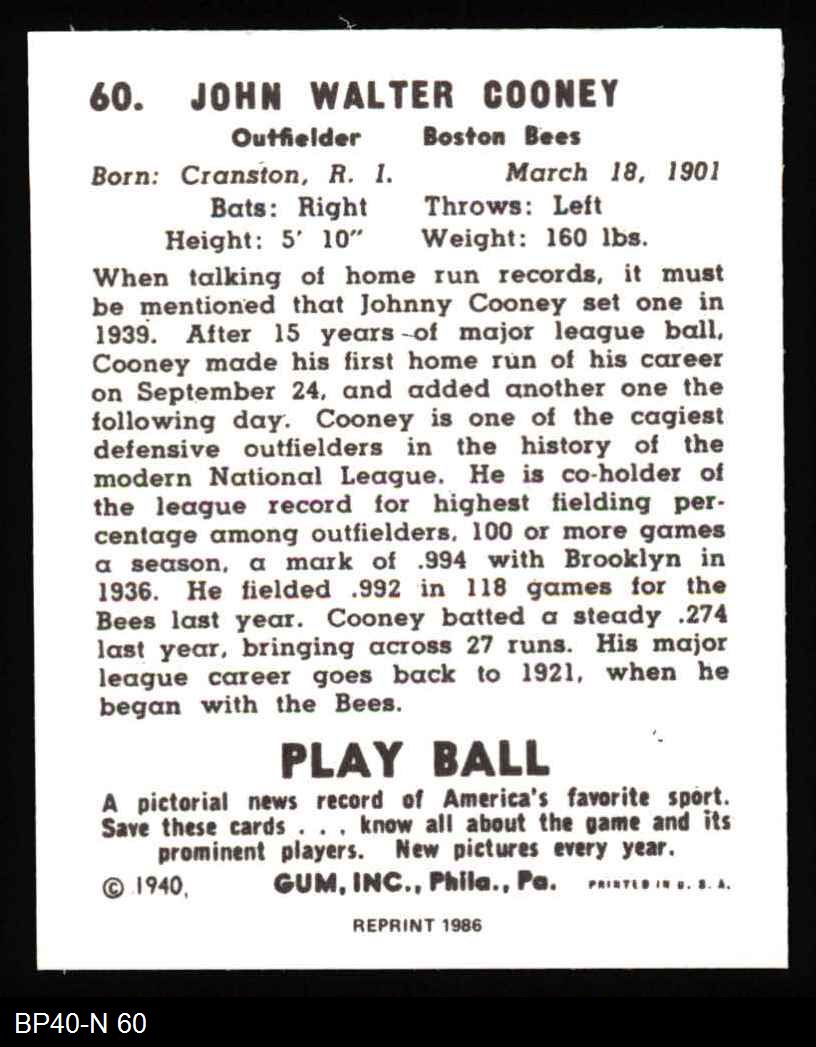 60. JOHN WALTER COONEY
Outfielder Boston Bees
Born: Cranston, R. I. March 18, 1901
Bats: Right Throws: Left
Height: 5' 10" Weight: 160 lbs.
When talking of home run records, it must
be mentioned that Johnny Cooney set one in
1939. After 15 years of major league ball,
Cooney made his first home run of his career
on September 24, and added another one the
following day. Cooney is one of the cagiest
defensive outfielders in the history of the
modern National League. He is co-holder of
the league record for highest fielding per-
centage among outfielders, 100 or more games
a season, a mark of .994 with Brooklyn in
1936. He fielded .992 in 118 games for the
Bees last year. Cooney batted a steady .274
last year, bringing across 27 runs. His major
league career goes back to 1921, when he
began with the Bees.
PLAY BALL
A pictorial news record of America's favorite sport.
Save these cards . . . know all about the game and its
prominent players. New pictures every year.
© 1940, GUM, INC., Phila., Pa. PRINTED IN U. S. A.
REPRINT 1986
BP40-N 60